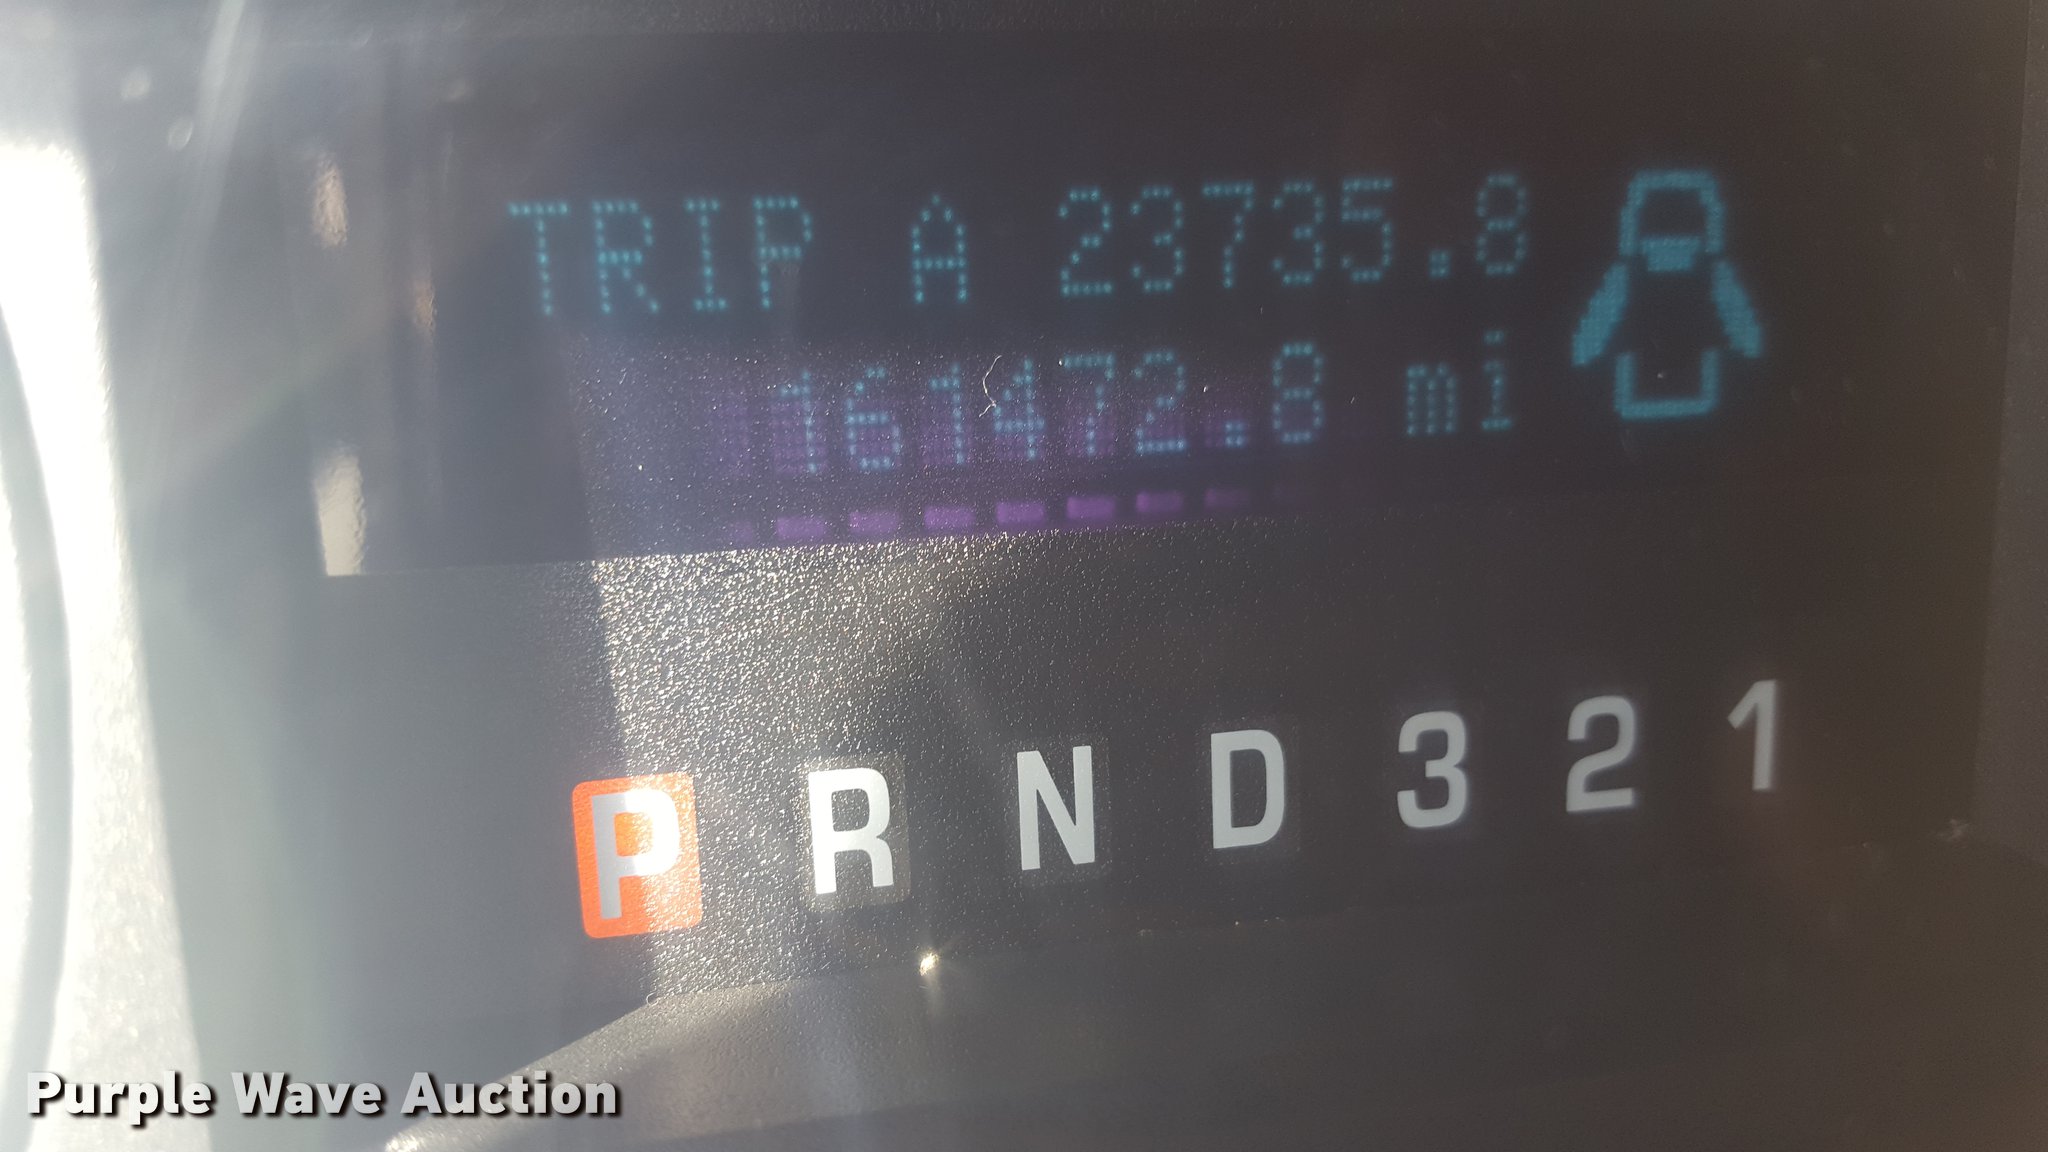 TRIP A 23735.8
161472.8 mi
P R N D 3 2 1
Purple Wave Auction